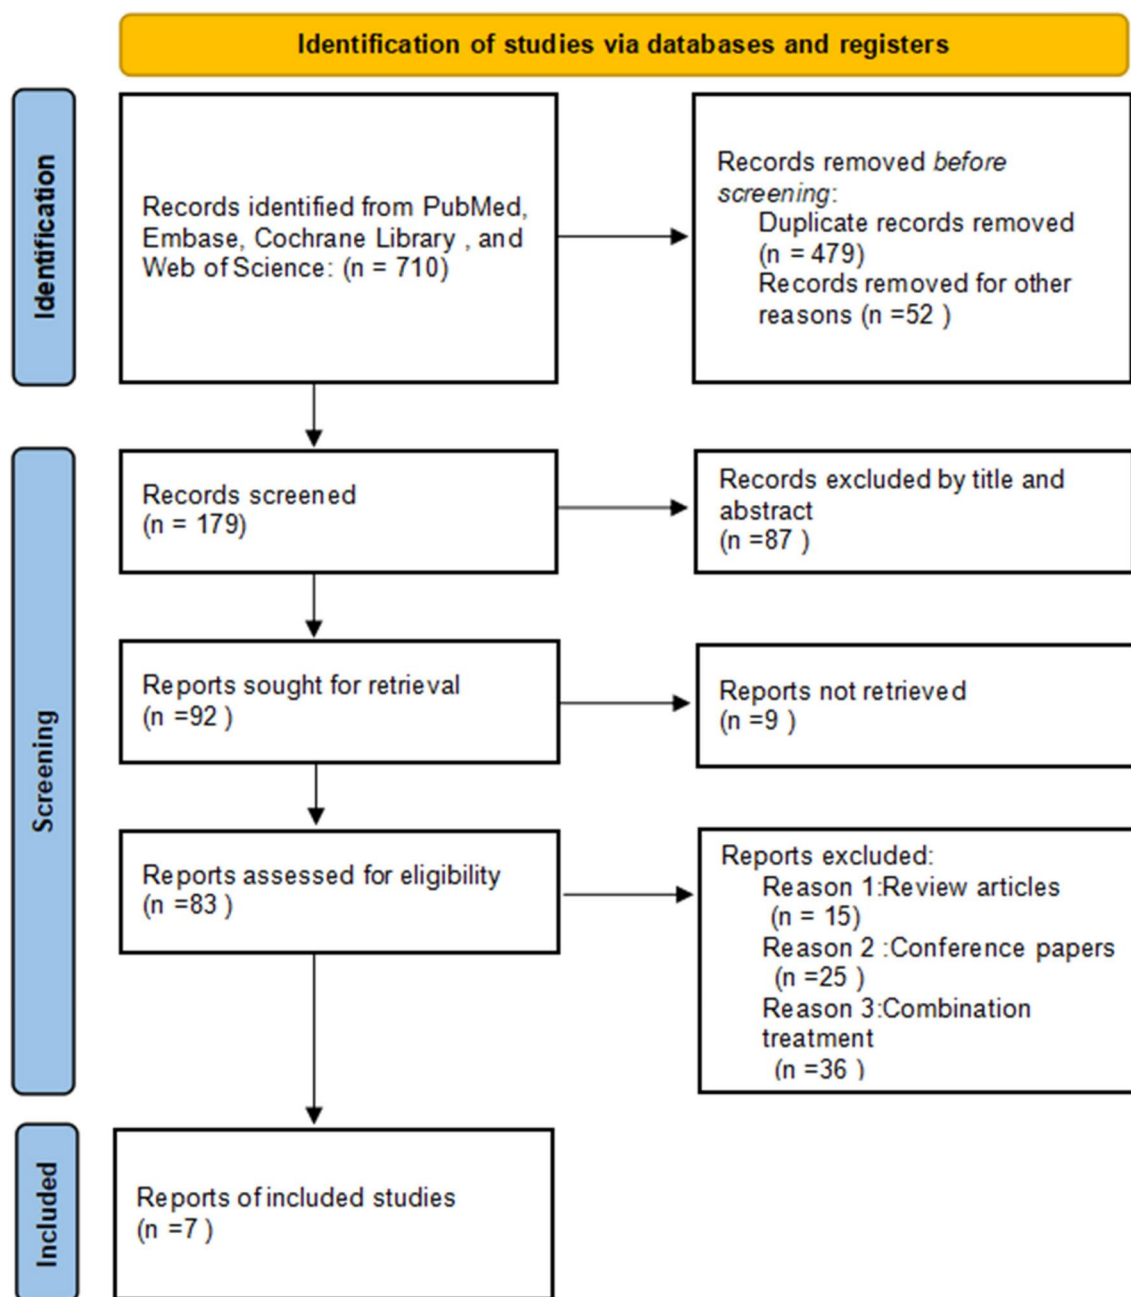 Identification of studies via databases and registers
Identification
Records identified from PubMed,
Embase, Cochrane Library , and
Web of Science: (n = 710)
Records removed before
screening:
Duplicate records removed
(n = 479)
Records removed for other
reasons (n =52 )
Screening
Records screened
(n = 179)
Records excluded by title and
abstract
(n =87 )
Reports sought for retrieval
(n =92 )
Reports not retrieved
(n =9 )
Reports assessed for eligibility
(n =83 )
Reports excluded:
Reason 1:Review articles
(n = 15)
Reason 2 :Conference papers
(n =25 )
Reason 3:Combination
treatment
(n =36 )
Included
Reports of included studies
(n =7 )